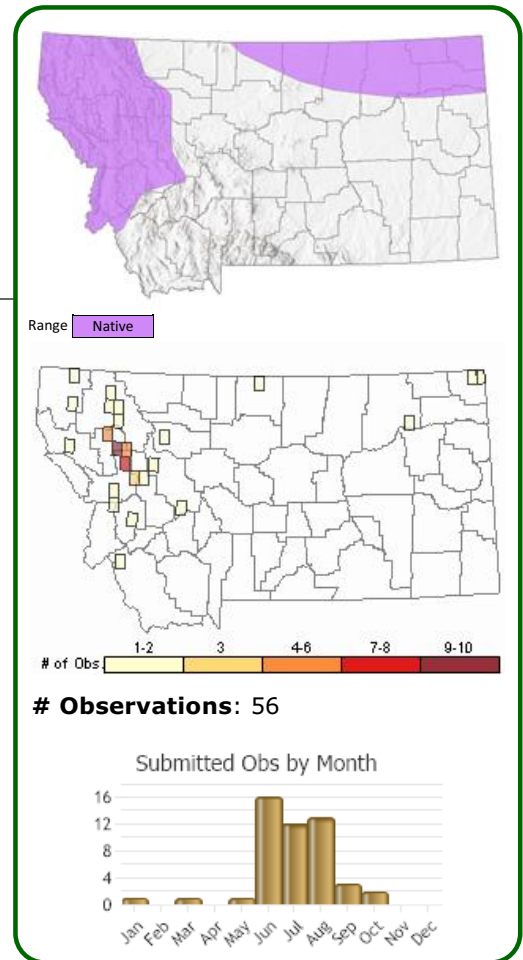 Range Native
1-2 3 4-6 7-8 9-10
# of Obs.
# Observations: 56
Submitted Obs by Month
16
12
8
4
0
Jan Feb Mar Apr May Jun Jul Aug Sep Oct Nov Dec